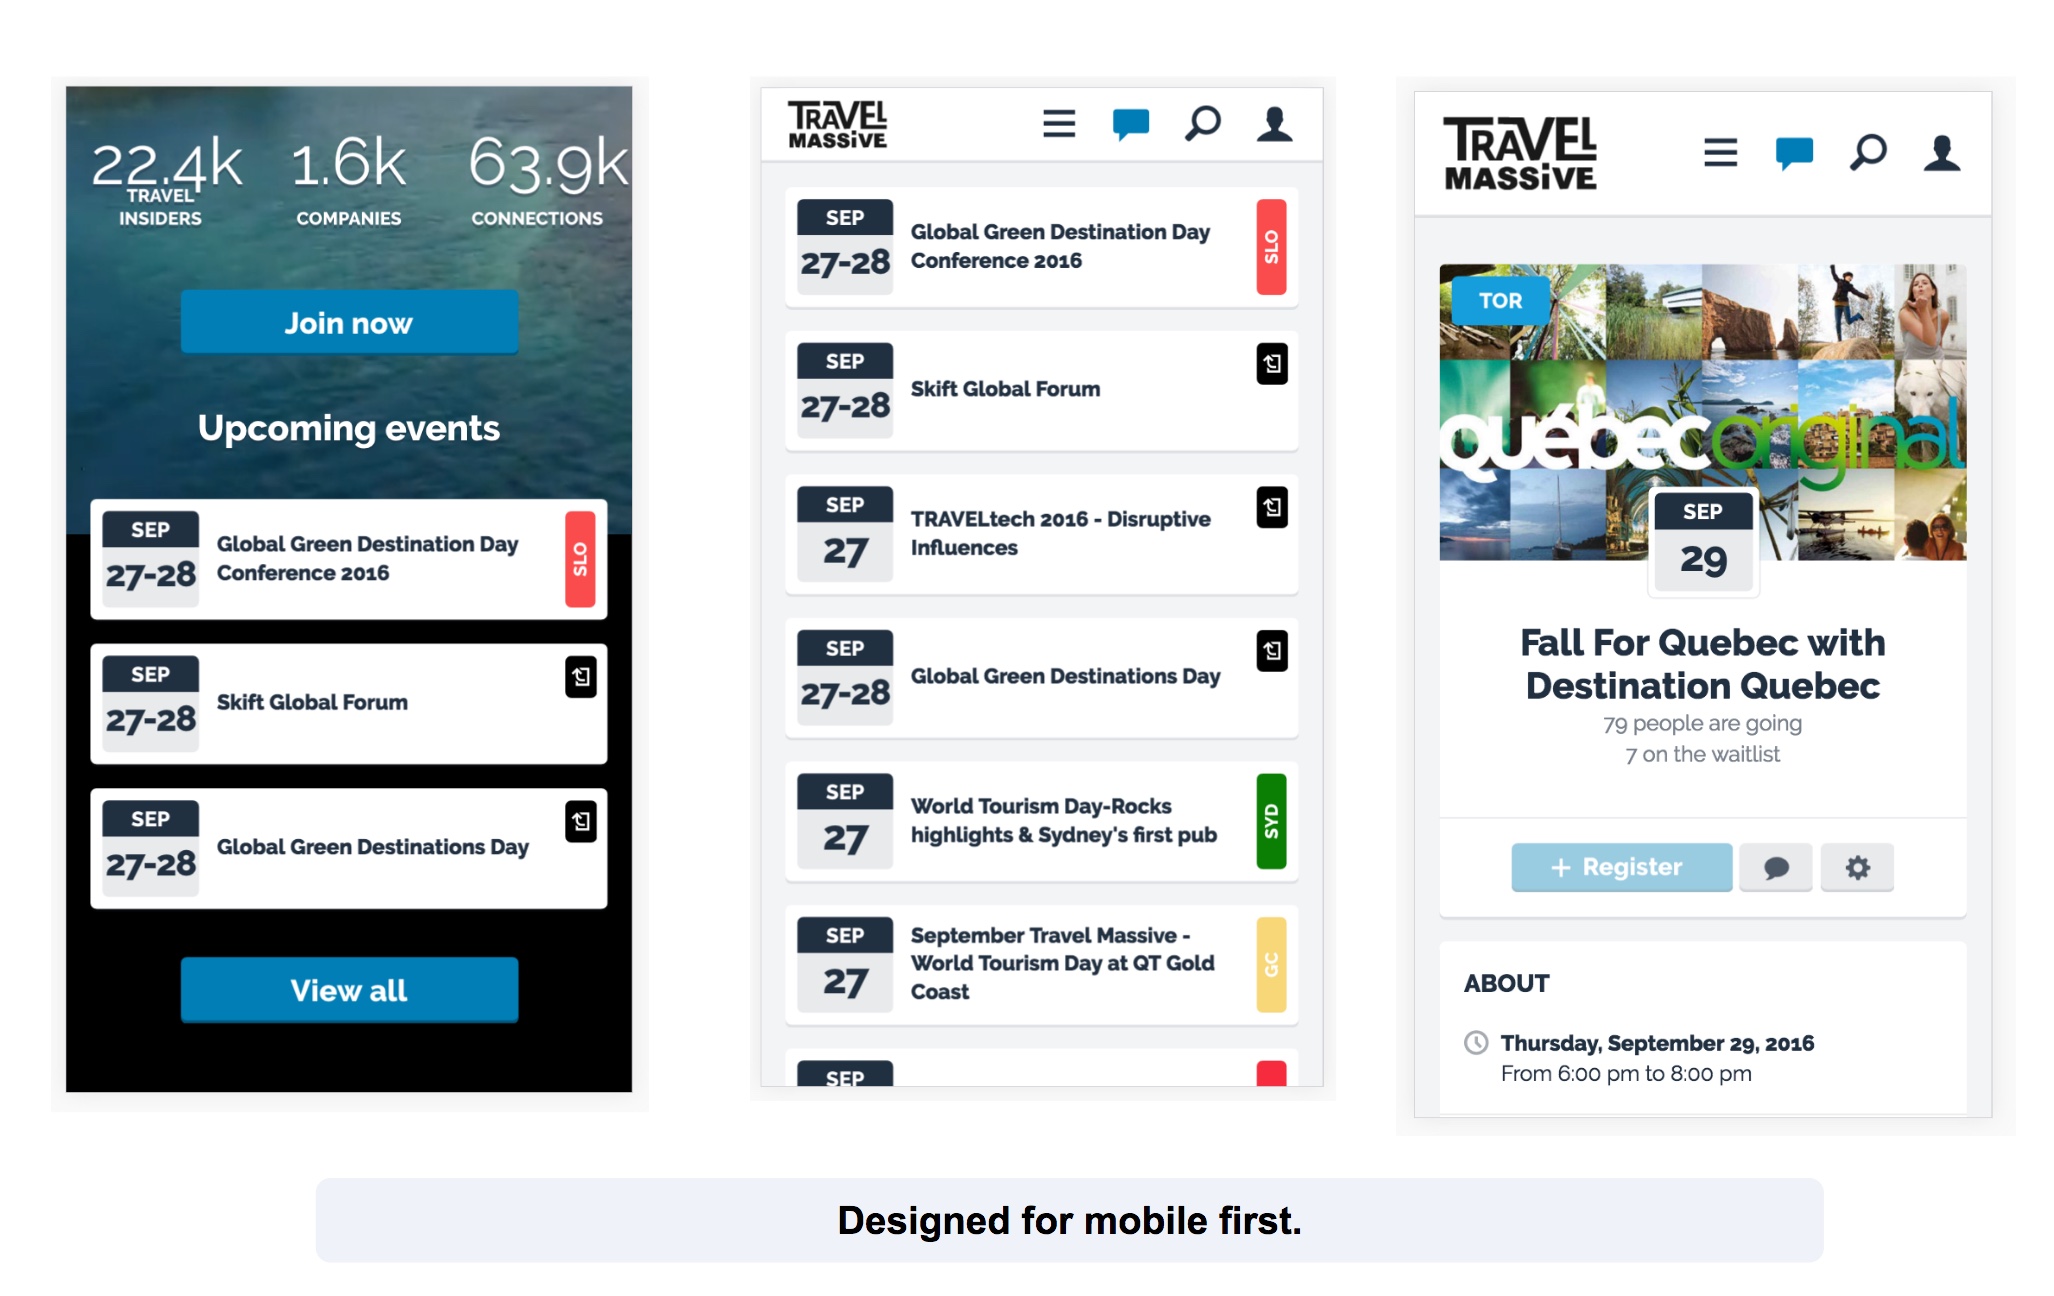 22.4k
TRAVEL
INSIDERS
1.6k
COMPANIES
63.9k
CONNECTIONS
Join now
Upcoming events
SEP
27-28
Global Green Destination Day
Conference 2016
SLO
SEP
27-28
Skift Global Forum
SEP
27-28
Global Green Destinations Day
View all
TRAVEL
MASSiVE
SEP
27-28
Global Green Destination Day
Conference 2016
SLO
SEP
27-28
Skift Global Forum
SEP
27
TRAVELtech 2016 - Disruptive
Influences
SEP
27-28
Global Green Destinations Day
SEP
27
World Tourism Day-Rocks
highlights & Sydney's first pub
SYD
SEP
27
September Travel Massive -
World Tourism Day at QT Gold
Coast
GC
SEP
TRAVEL
MASSiVE
TOR
québecoriginal
SEP
29
Fall For Quebec with
Destination Quebec
79 people are going
7 on the waitlist
+ Register
ABOUT
Thursday, September 29, 2016
From 6:00 pm to 8:00 pm
Designed for mobile first.